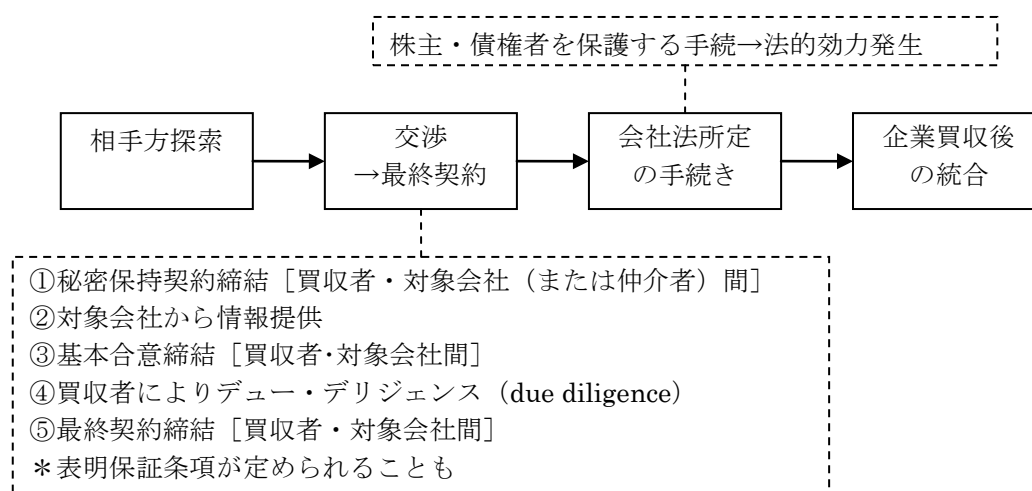 株主・債権者を保護する手続→法的効力発生
相手方探索
交渉
→最終契約
会社法所定
の手続き
企業買収後
の統合
①秘密保持契約締結［買収者・対象会社（または仲介者）間］
②対象会社から情報提供
③基本合意締結［買収者･対象会社間］
④買収者によりデュー・デリジェンス（due diligence）
⑤最終契約締結［買収者・対象会社間］
＊表明保証条項が定められることも